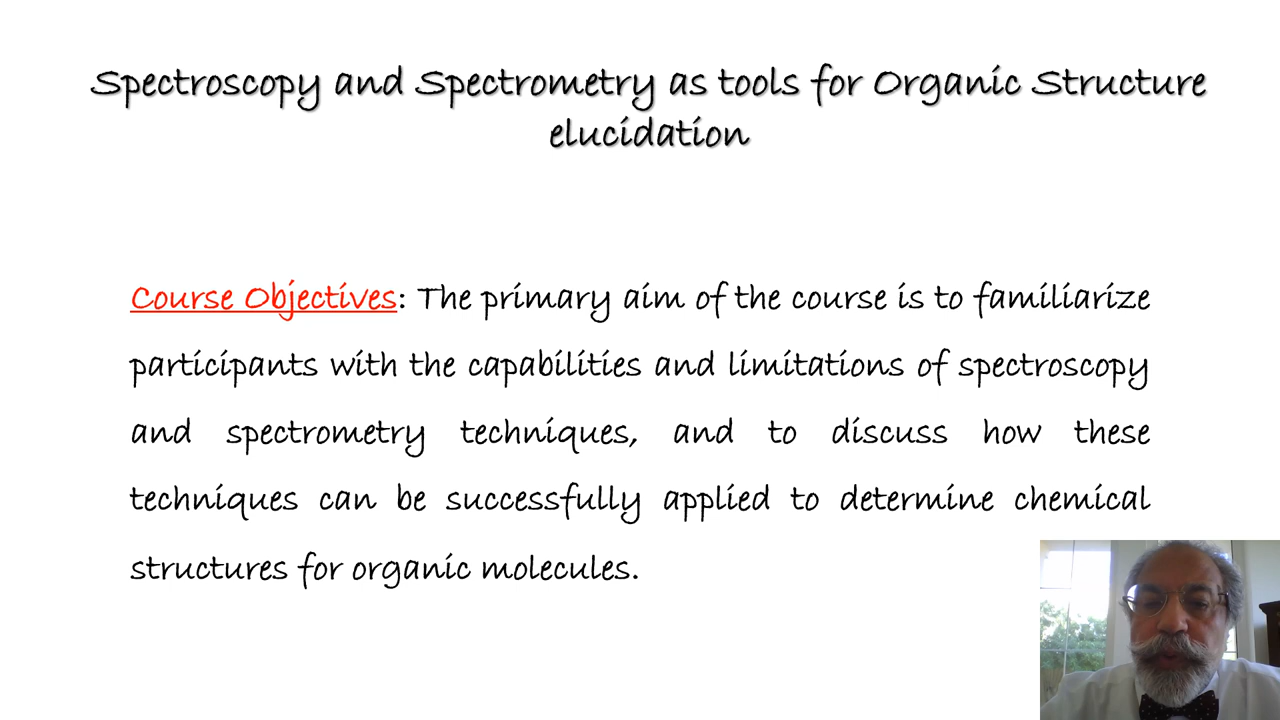 Spectroscopy and Spectrometry as tools for Organic Structure
elucidation
Course Objectives: The primary aim of the course is to familiarize
participants with the capabilities and limitations of spectroscopy
and spectrometry techniques, and to discuss how these
techniques can be successfully applied to determine chemical
structures for organic molecules.